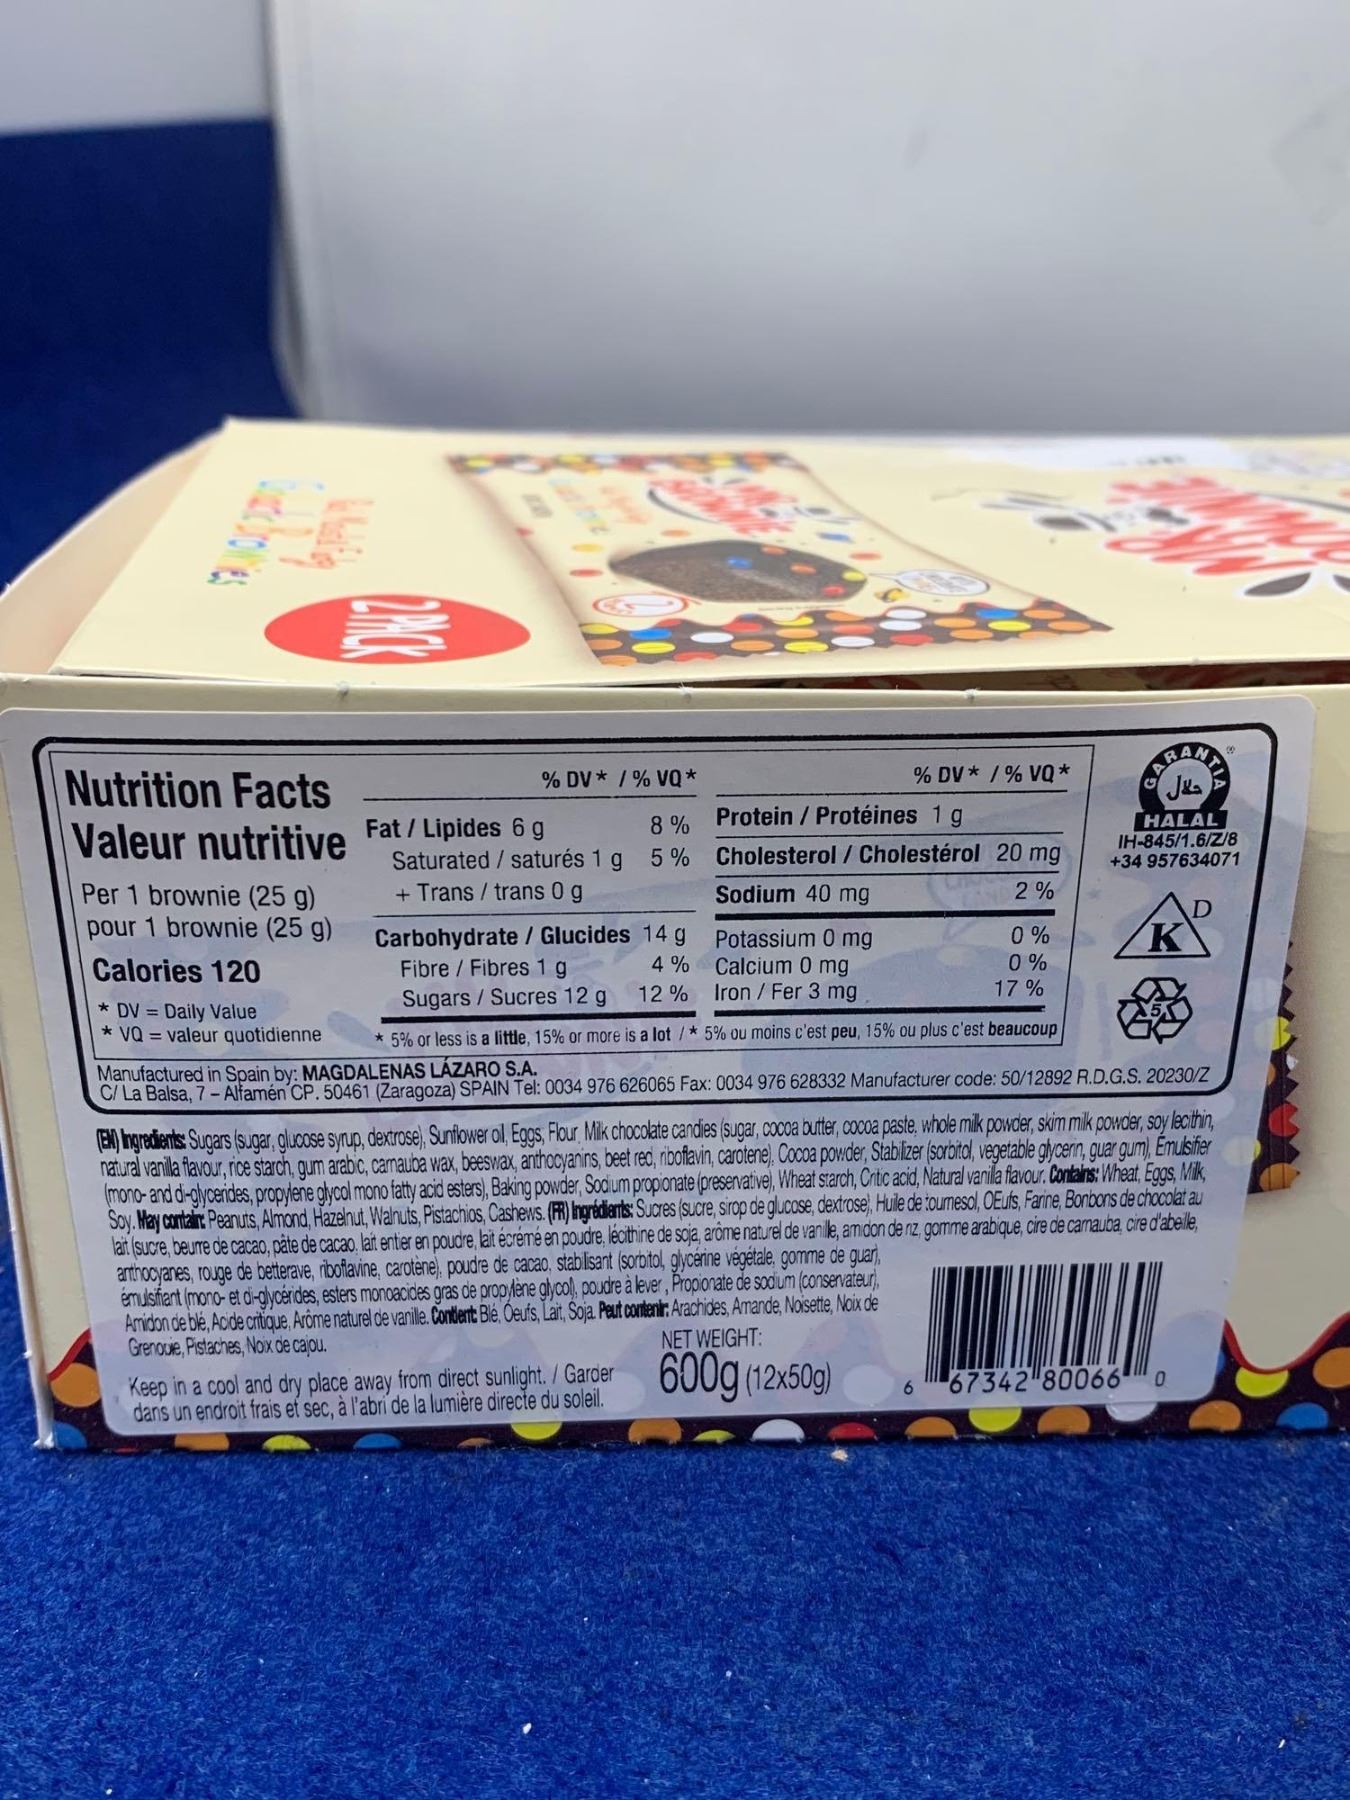 2 PACK
MR. BROWNIE
Nutrition Facts
Valeur nutritive
Per 1 brownie (25 g)
pour 1 brownie (25 g)
Calories 120
* DV = Daily Value
* VQ = valeur quotidienne
% DV* / % VQ*
Fat / Lipides 6 g 8 %
Saturated / saturés 1 g 5 %
+ Trans / trans 0 g
Carbohydrate / Glucides 14 g
Fibre / Fibres 1 g 4 %
Sugars / Sucres 12 g 12 %
% DV* / % VQ*
Protein / Protéines 1 g
Cholesterol / Cholestérol 20 mg
Sodium 40 mg 2 %
Potassium 0 mg 0 %
Calcium 0 mg 0 %
Iron / Fer 3 mg 17 %
* 5% or less is a little, 15% or more is a lot / * 5% ou moins c'est peu, 15% ou plus c'est beaucoup
GARANTIA
حلال
HALAL
IH-845/1.6/Z/8
+34 957634071
K D
5
Manufactured in Spain by: MAGDALENAS LÁZARO S.A.
C/ La Balsa, 7 – Alfamén CP. 50461 (Zaragoza) SPAIN Tel: 0034 976 626065 Fax: 0034 976 628332 Manufacturer code: 50/12892 R.D.G.S. 20230/Z
(EN) Ingredients: Sugars (sugar, glucose syrup, dextrose), Sunflower oil, Eggs, Flour, Milk chocolate candies (sugar, cocoa butter, cocoa paste, whole milk powder, skim milk powder, soy lecithin,
natural vanilla flavour, rice starch, gum arabic, carnauba wax, beeswax, anthocyanins, beet red, riboflavin, carotene), Cocoa powder, Stabilizer (sorbitol, vegetable glycerin, guar gum), Emulsifier
(mono- and di-glycerides, propylene glycol mono fatty acid esters), Baking powder, Sodium propionate (preservative), Wheat starch, Critic acid, Natural vanilla flavour. Contains: Wheat, Eggs, Milk,
Soy. May contain: Peanuts, Almond, Hazelnut, Walnuts, Pistachios, Cashews. (FR) Ingrédients: Sucres (sucre, sirop de glucose, dextrose), Huile de tournesol, OEufs, Farine, Bonbons de chocolat au
lait (sucre, beurre de cacao, pâte de cacao, lait entier en poudre, lait écrémé en poudre, lécithine de soja, arôme naturel de vanille, amidon de riz, gomme arabique, cire de carnauba, cire d'abeille,
anthocyanes, rouge de betterave, riboflavine, carotène), poudre de cacao, stabilisant (sorbitol, glycérine végétale, gomme de guar),
émulsifiant (mono- et di-glycérides, esters monoacides gras de propylène glycol), poudre à lever , Propionate de sodium (conservateur),
Amidon de blé, Acide critique, Arôme naturel de vanille. Contient: Blé, Oeufs, Lait, Soja. Peut contenir: Arachides, Amande, Noisette, Noix de
Grenoble, Pistaches, Noix de cajou.
Keep in a cool and dry place away from direct sunlight. / Garder
dans un endroit frais et sec, à l'abri de la lumière directe du soleil.
NET WEIGHT:
600g (12x50g)
6 67342 80066 0